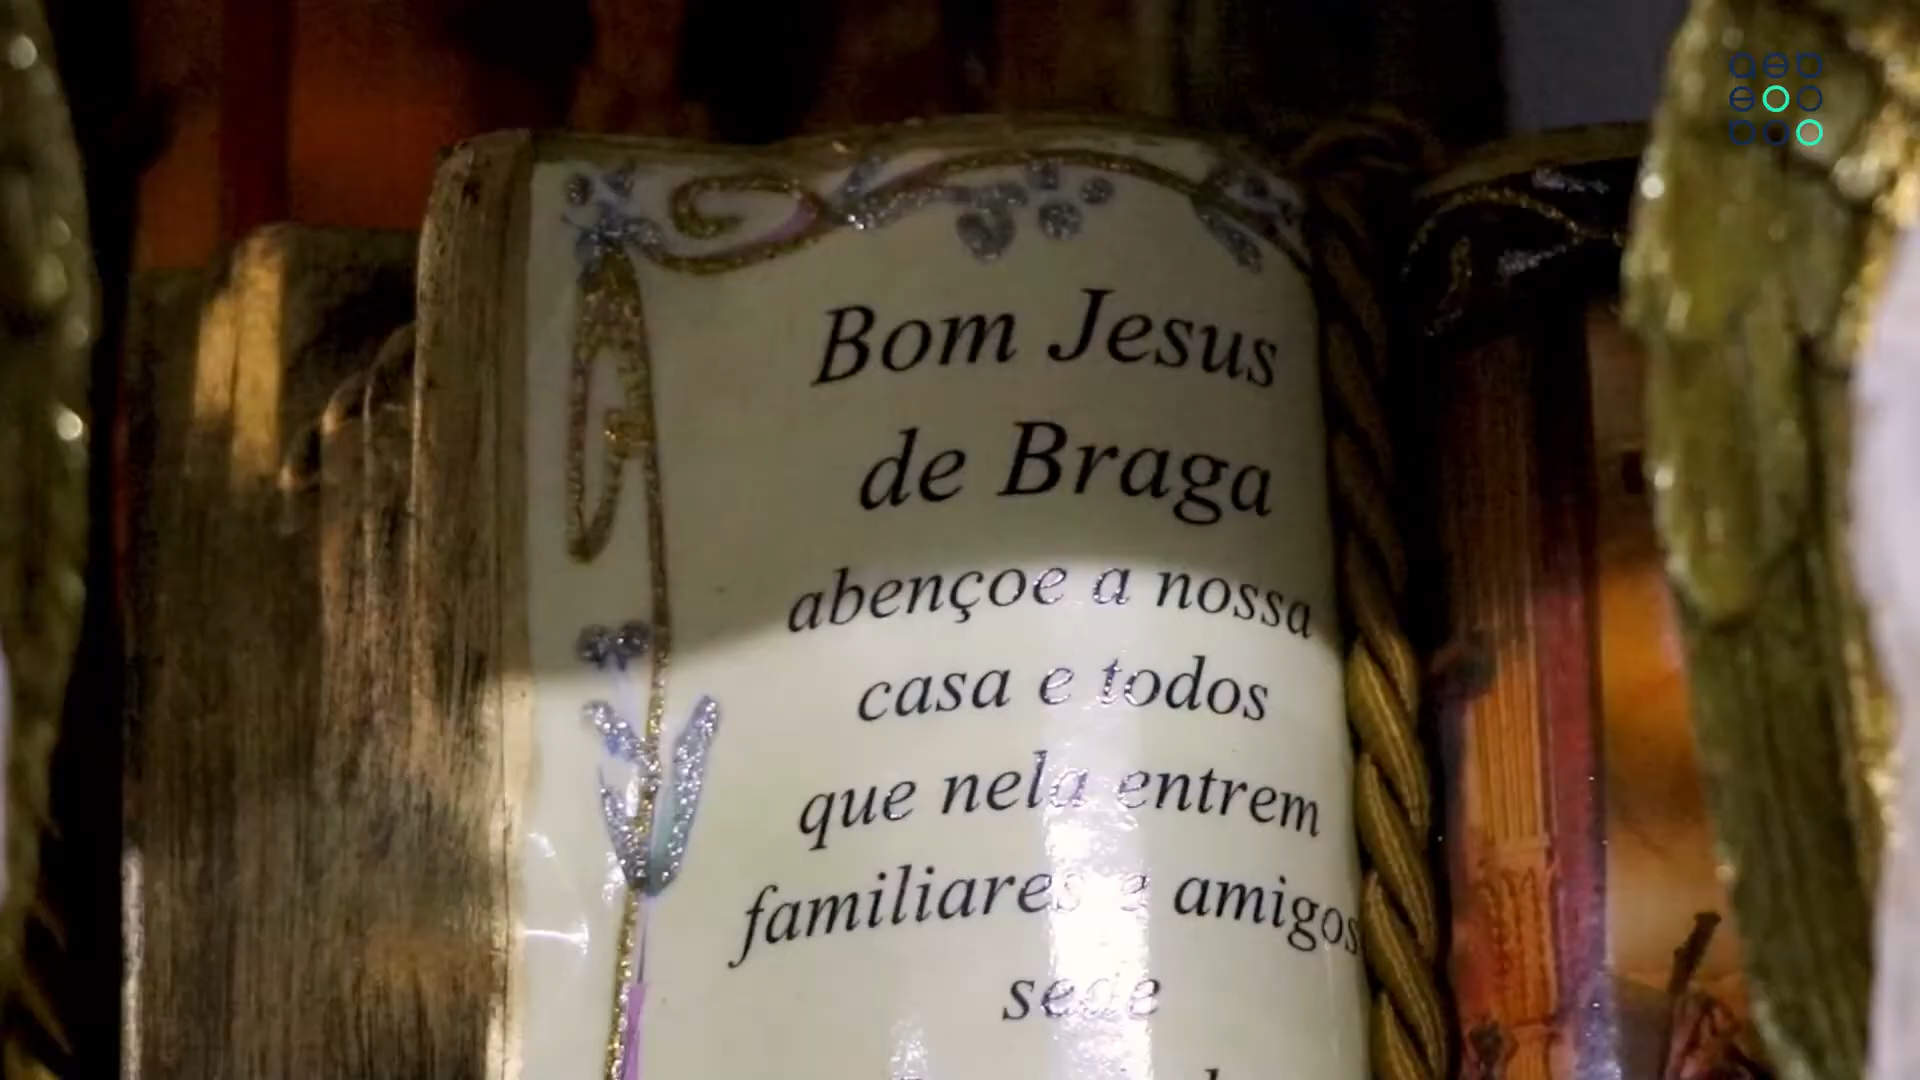 Bom Jesus
de Braga
abençoe a nossa
casa e todos
que nela entrem
familiares e amigos
sede